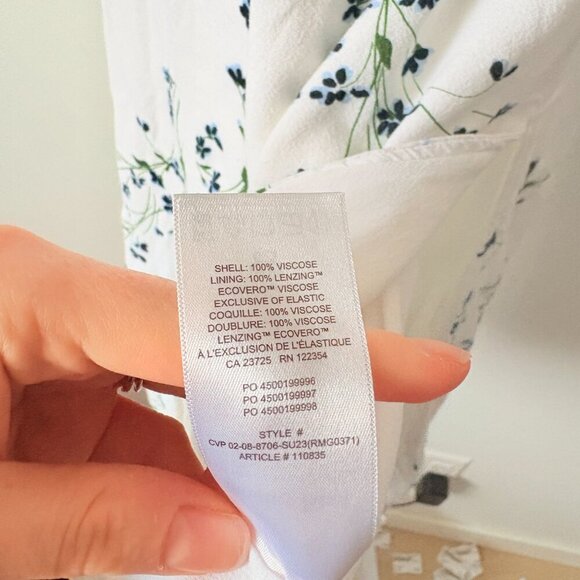 SHELL: 100% VISCOSE
LINING: 100% LENZING™
ECOVERO™ VISCOSE
EXCLUSIVE OF ELASTIC
COQUILLE: 100% VISCOSE
DOUBLURE: 100% VISCOSE
LENZING™ ECOVERO™
À L'EXCLUSION DE L'ÉLASTIQUE
CA 23725 RN 122354
PO 4500199996
PO 4500199997
PO 4500199998
STYLE #
CVP 02-08-8706-SU23(RMG0371)
ARTICLE # 110835